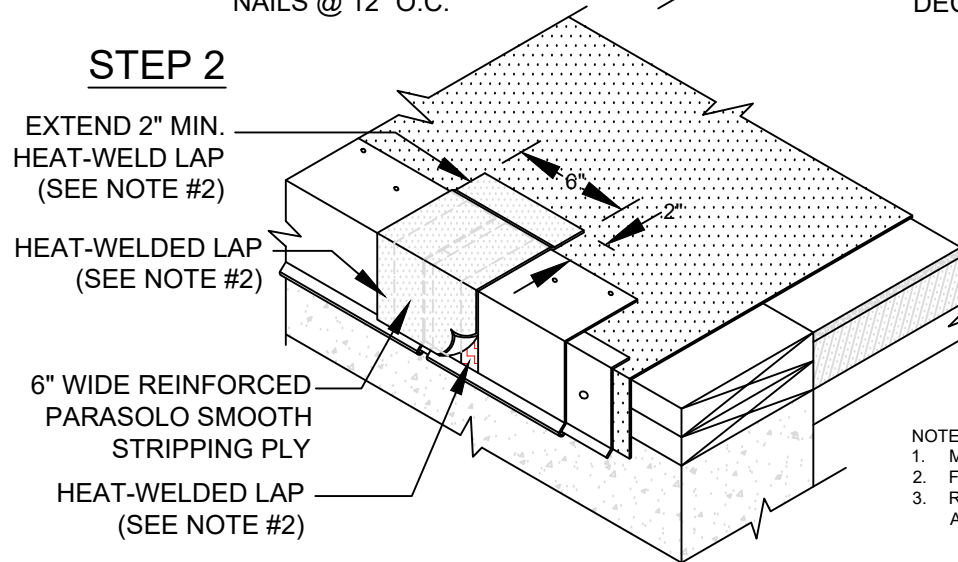 NAILS @ 12" O.C.
STEP 2
EXTEND 2" MIN.
HEAT-WELD LAP
(SEE NOTE #2)
6"
2"
HEAT-WELDED LAP
(SEE NOTE #2)
6" WIDE REINFORCED
PARASOLO SMOOTH
STRIPPING PLY
HEAT-WELDED LAP
(SEE NOTE #2)
NOTE
1. M
2. F
3. R
A